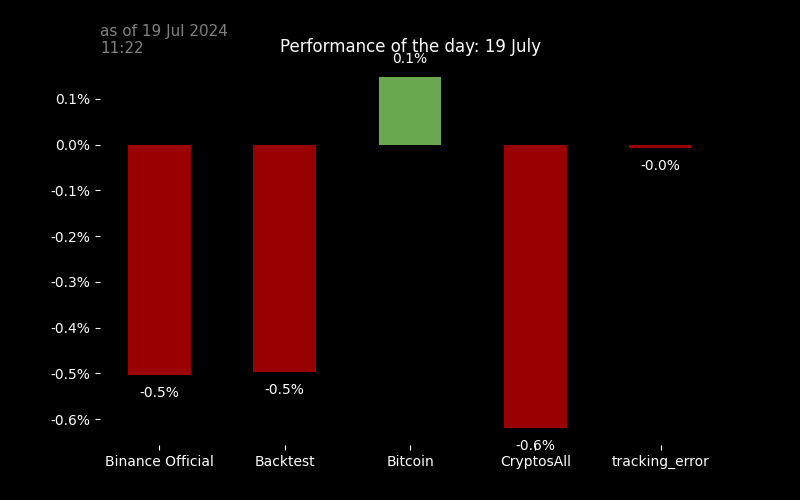 as of 19 Jul 2024
11:22
Performance of the day: 19 July
0.1%
0.1%
0.0%
-0.1%
-0.2%
-0.3%
-0.4%
-0.5%
-0.6%
-0.0%
-0.5%
-0.5%
-0.6%
Binance Official
Backtest
Bitcoin
CryptosAll
tracking_error